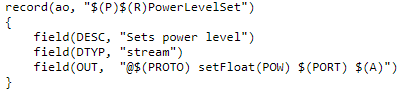 record(ao, "$(P)$(R)PowerLevelSet")
{
    field(DESC, "Sets power level")
    field(DTYP, "stream")
    field(OUT,  "@$(PROTO) setFloat(POW) $(PORT) $(A)")
}